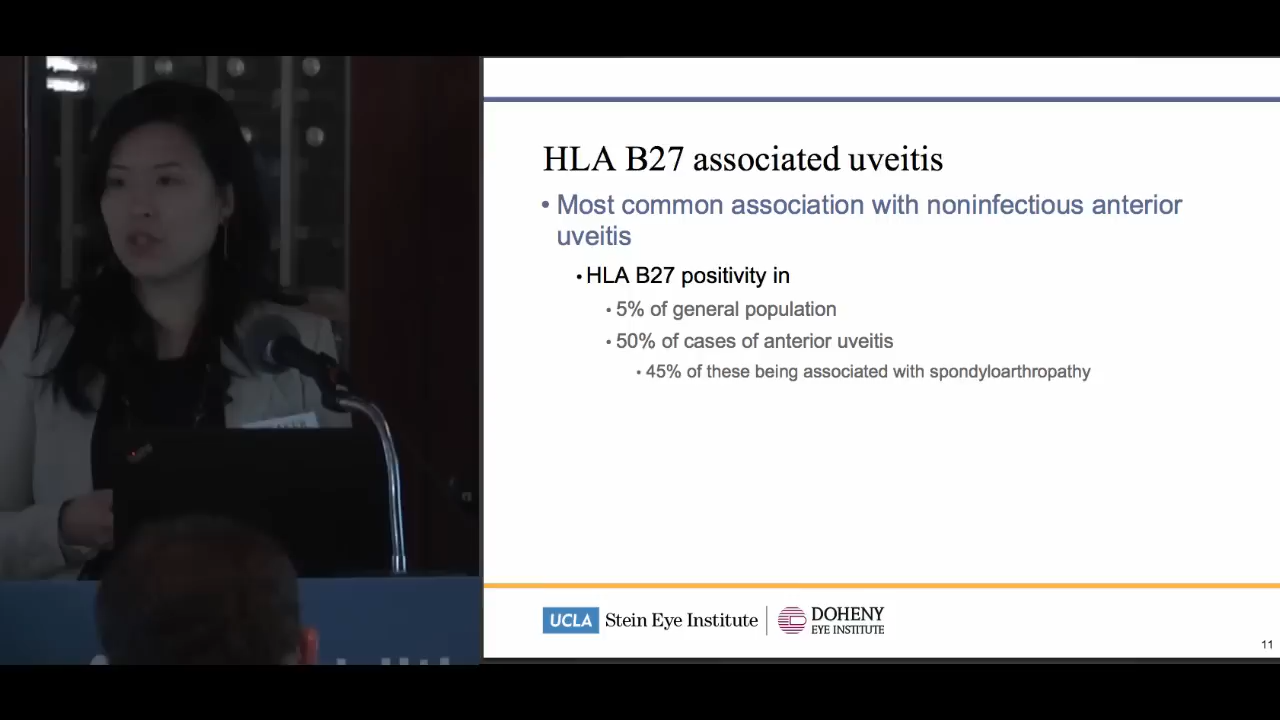 HLA B27 associated uveitis
• Most common association with noninfectious anterior
uveitis
• HLA B27 positivity in
• 5% of general population
• 50% of cases of anterior uveitis
• 45% of these being associated with spondyloarthropathy
UCLA Stein Eye Institute | DOHENY
EYE INSTITUTE
11